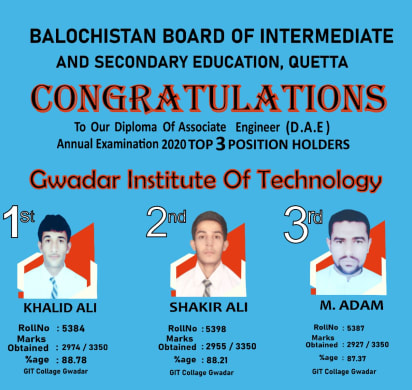 BALOCHISTAN BOARD OF INTERMEDIATE
AND SECONDARY EDUCATION, QUETTA
CONGRATULATIONS
To Our Diploma Of Associate Engineer (D.A.E)
Annual Examination 2020 TOP 3 POSITION HOLDERS
Gwadar Institute Of Technology
1st
KHALID ALI
RollNo : 5384
Marks
Obtained : 2974 / 3350
%age : 88.78
GIT Collage Gwadar
2nd
SHAKIR ALI
RollNo : 5398
Marks
Obtained : 2955 / 3350
%age : 88.21
GIT Collage Gwadar
3rd
M. ADAM
RollNo : 5387
Marks
Obtained : 2927 / 3350
%age : 87.37
GIT Collage Gwadar